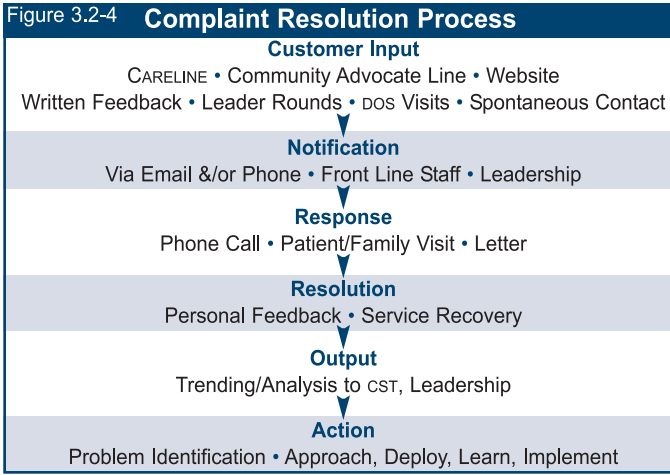 Figure 3.2-4 Complaint Resolution Process
Customer Input
CARELINE • Community Advocate Line • Website
Written Feedback • Leader Rounds • DOS Visits • Spontaneous Contact
Notification
Via Email &/or Phone • Front Line Staff • Leadership
Response
Phone Call • Patient/Family Visit • Letter
Resolution
Personal Feedback • Service Recovery
Output
Trending/Analysis to CST, Leadership
Action
Problem Identification • Approach, Deploy, Learn, Implement